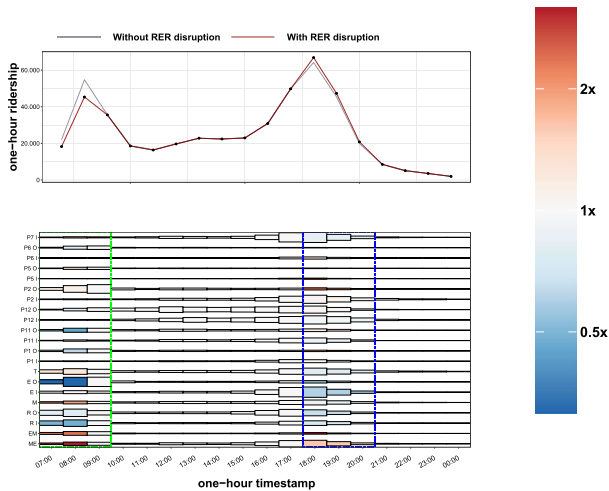 Without RER disruption With RER disruption
one-hour ridership
60.000
40.000
20.000
0
P7 I
P6 O
P6 I
P5 O
P5 I
P2 O
P2 I
P12 O
P12 I
P11 O
P11 I
P1 O
P1 I
T
E O
E I
M
R O
R I
EM
ME
07:00 08:00 09:00 10:00 11:00 12:00 13:00 14:00 15:00 16:00 17:00 18:00 19:00 20:00 21:00 22:00 23:00 00:00
one-hour timestamp
2x
1x
0.5x